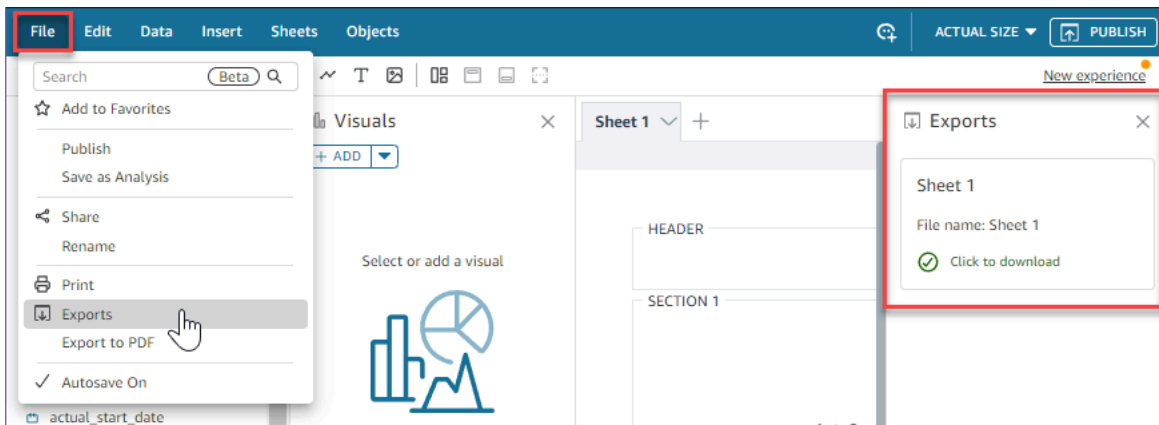 File Edit Data Insert Sheets Objects ACTUAL SIZE PUBLISH
Search Beta
New experience
Add to Favorites
Publish
Save as Analysis
Share
Rename
Print
Exports
Export to PDF
Autosave On
actual_start_date
Visuals
+ ADD
Select or add a visual
Sheet 1
HEADER
SECTION 1
Exports
Sheet 1
File name: Sheet 1
Click to download